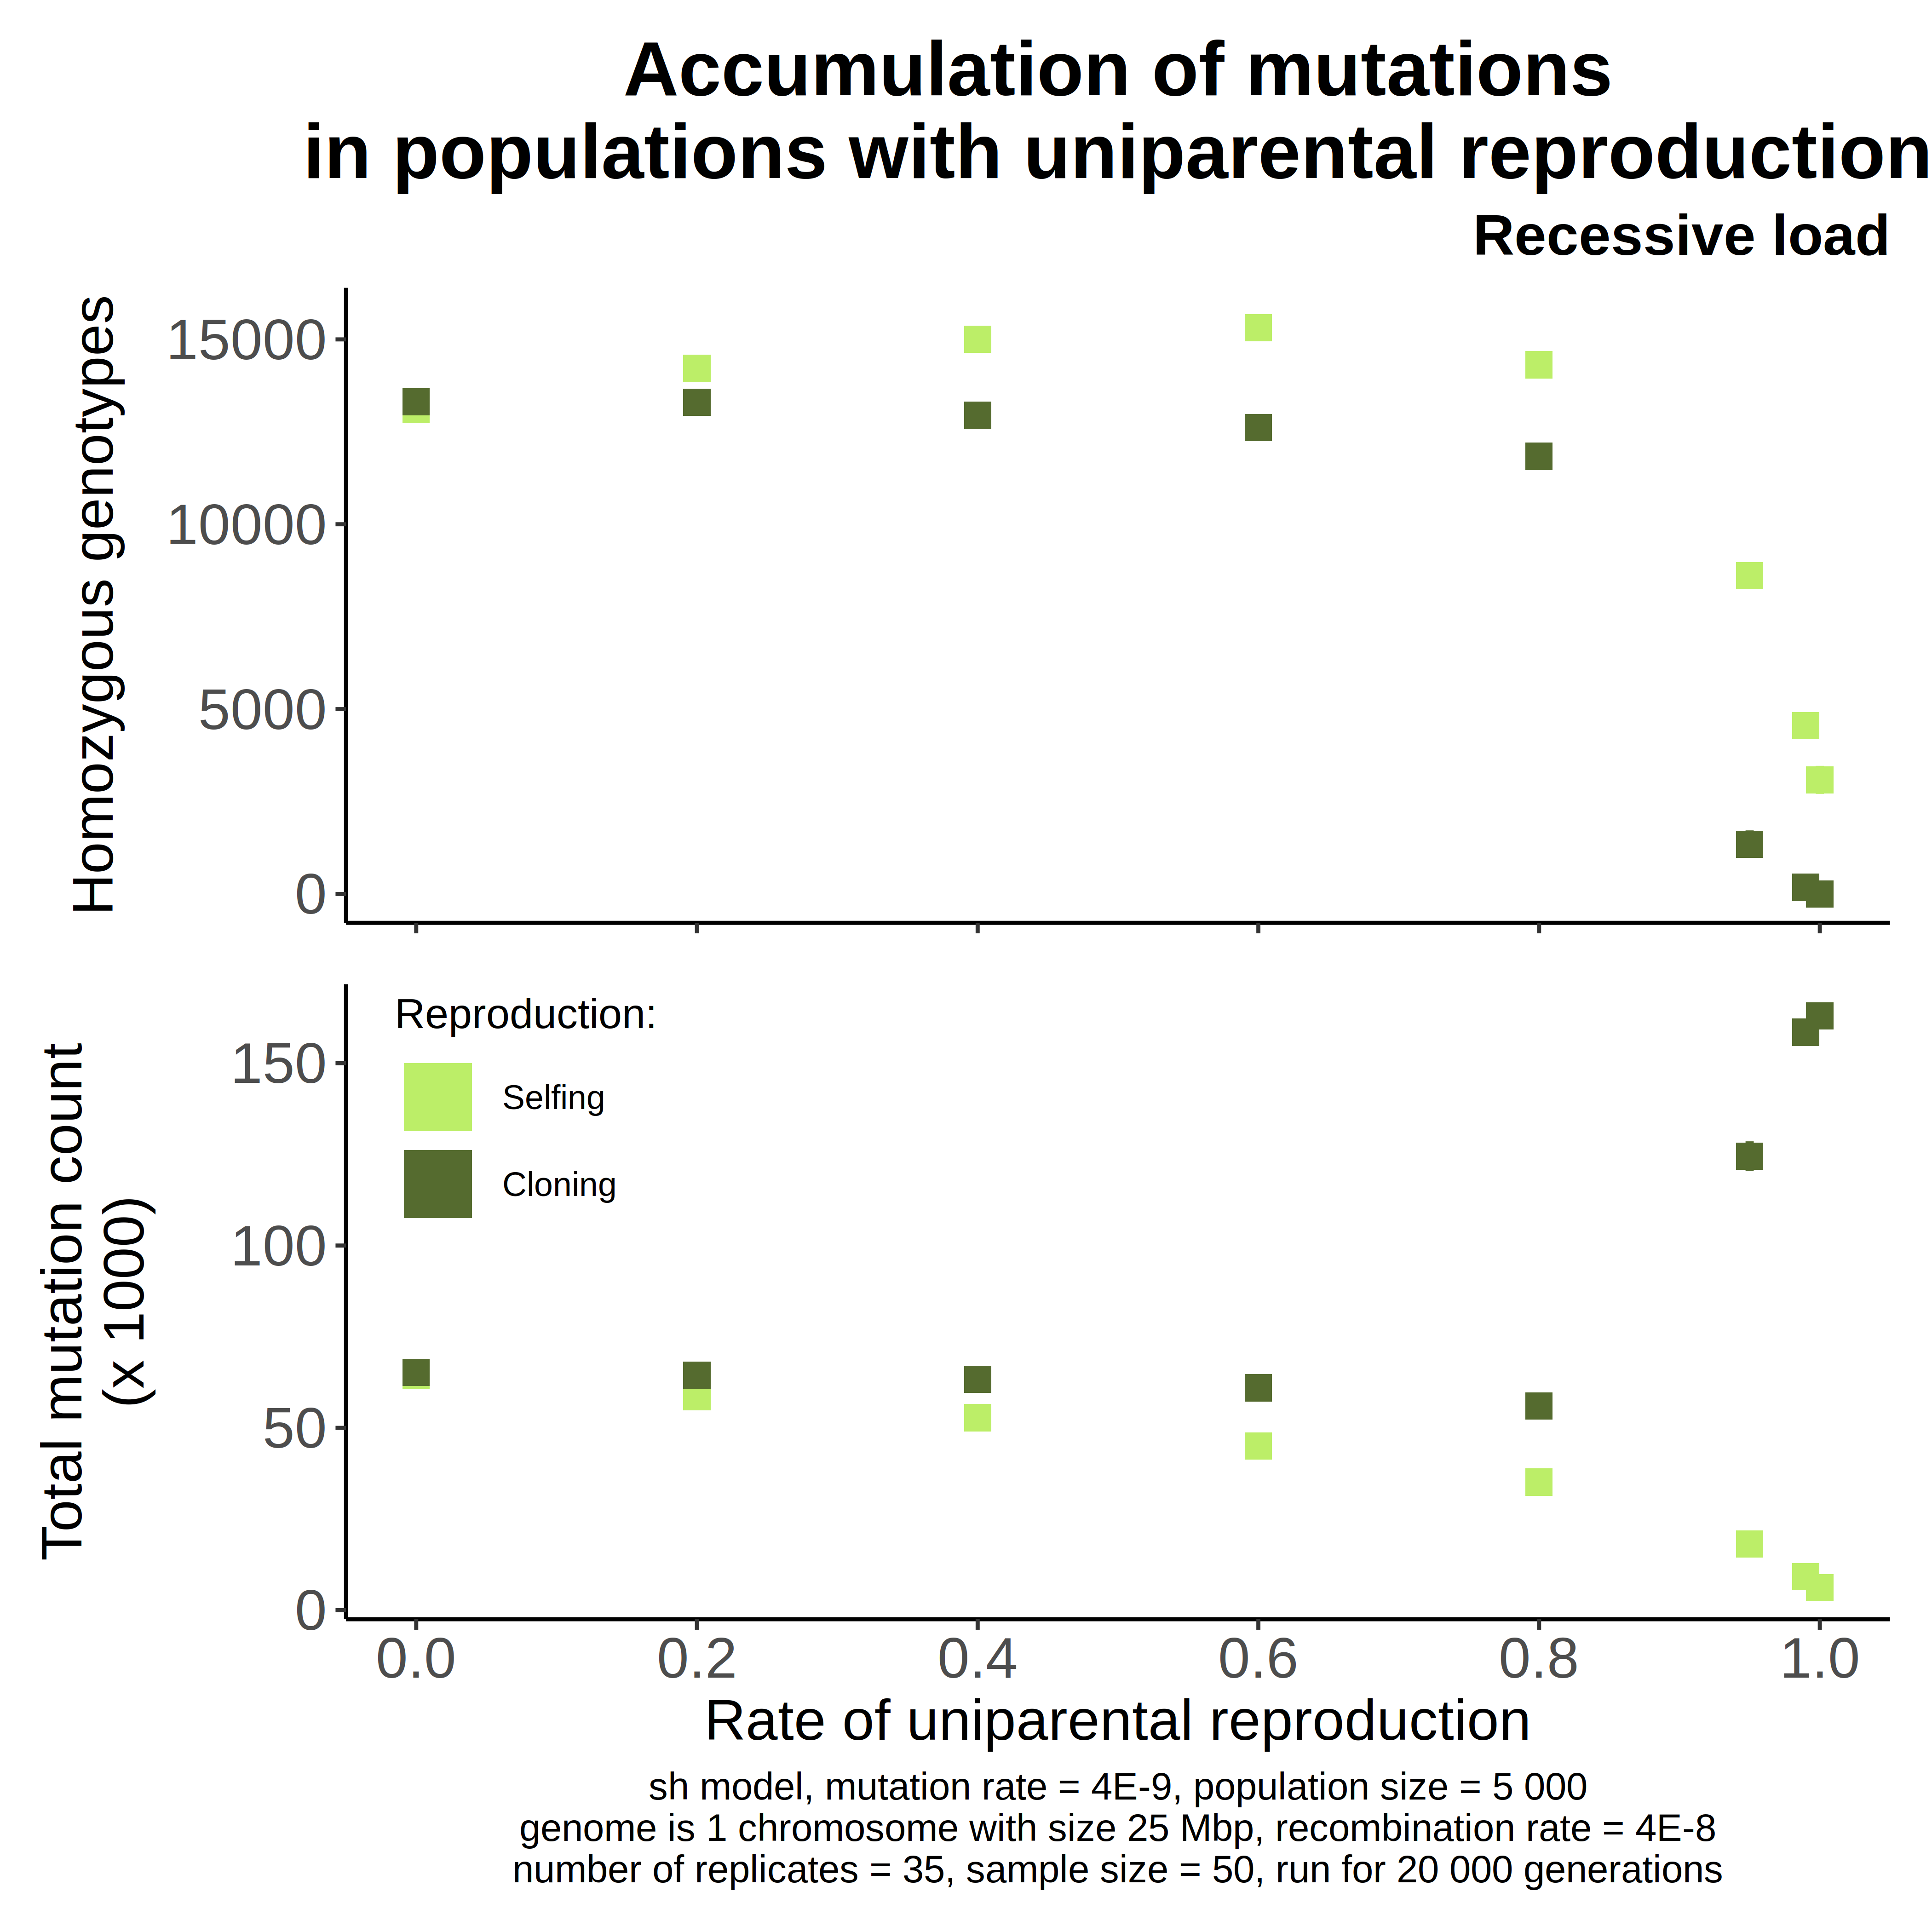 Accumulation of mutations
in populations with uniparental reproduction
Recessive load
Homozygous genotypes
15000
10000
5000
0
Total mutation count
(x 1000)
150
100
50
0
Reproduction:
Selfing
Cloning
0.0 0.2 0.4 0.6 0.8 1.0
Rate of uniparental reproduction
sh model, mutation rate = 4E-9, population size = 5 000
genome is 1 chromosome with size 25 Mbp, recombination rate = 4E-8
number of replicates = 35, sample size = 50, run for 20 000 generations